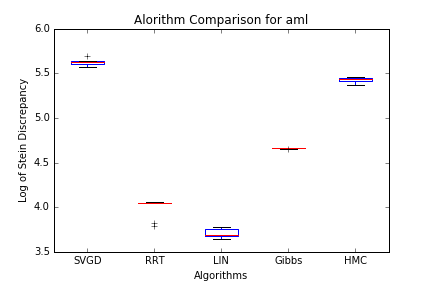 Alorithm Comparison for aml
6.0
5.5
5.0
4.5
4.0
3.5
Log of Stein Discrepancy
SVGD RRT LIN Gibbs HMC
Algorithms